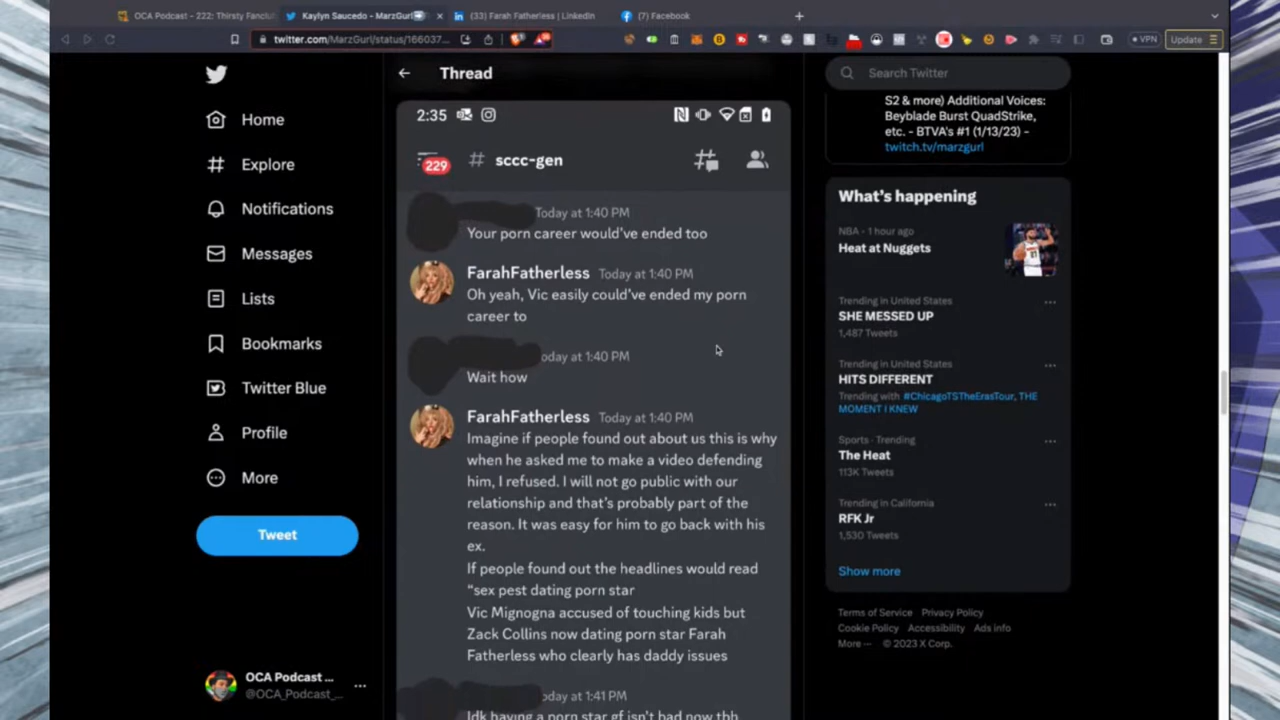 OCA Podcast - 222: Thirsty Fanclu
Kaylyn Saucedo - MarzGurl
(33) Farah Fatherless | LinkedIn
(7) Facebook
twitter.com/MarzGurl/status/166037...
VPN
Update
Home
Explore
Notifications
Messages
Lists
Bookmarks
Twitter Blue
Profile
More
Tweet
OCA Podcast ...
@OCA_Podcast_...
Thread
2:35
229
# sccc-gen
Today at 1:40 PM
Your porn career would've ended too
FarahFatherless Today at 1:40 PM
Oh yeah, Vic easily could've ended my porn
career to
oday at 1:40 PM
Wait how
FarahFatherless Today at 1:40 PM
Imagine if people found out about us this is why
when he asked me to make a video defending
him, I refused. I will not go public with our
relationship and that's probably part of the
reason. It was easy for him to go back with his
ex.
If people found out the headlines would read
“sex pest dating porn star
Vic Mignogna accused of touching kids but
Zack Collins now dating porn star Farah
Fatherless who clearly has daddy issues
oday at 1:41 PM
Idk having a porn star gf isn't bad now tbh
Search Twitter
S2 & more) Additional Voices:
Beyblade Burst QuadStrike,
etc. - BTVA's #1 (1/13/23) -
twitch.tv/marzgurl
What's happening
NBA · 1 hour ago
Heat at Nuggets
Trending in United States
SHE MESSED UP
1,487 Tweets
Trending in United States
HITS DIFFERENT
Trending with #ChicagoTSTheErasTour, THE
MOMENT I KNEW
Sports · Trending
The Heat
113K Tweets
Trending in California
RFK Jr
1,530 Tweets
Show more
Terms of Service Privacy Policy
Cookie Policy Accessibility Ads info
More ··· © 2023 X Corp.